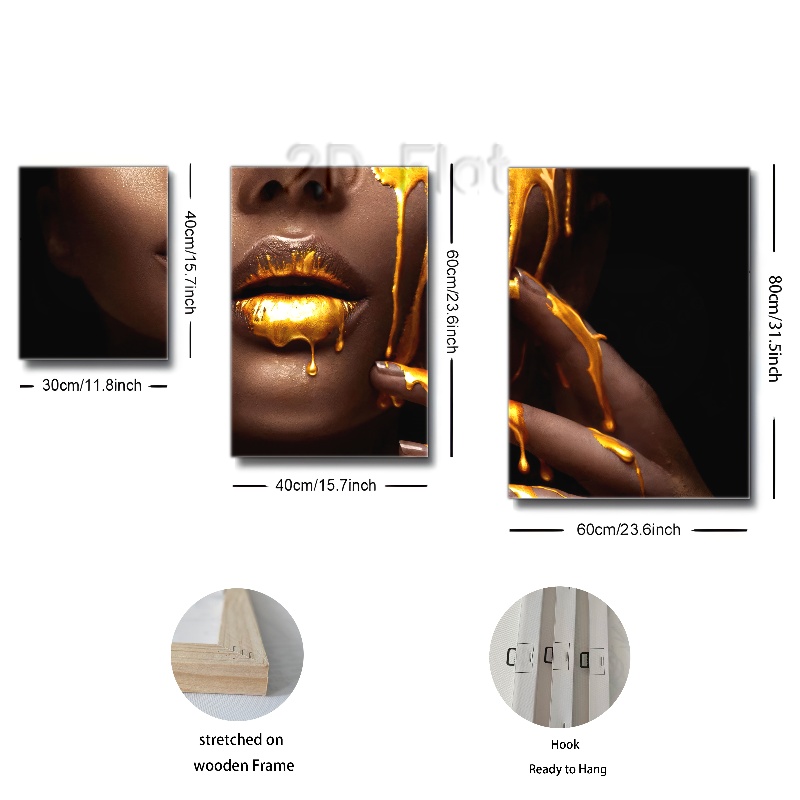 2D Flat
40cm/15.7inch
30cm/11.8inch
60cm/23.6inch
40cm/15.7inch
80cm/31.5inch
60cm/23.6inch
stretched on
wooden Frame
Hook
Ready to Hang